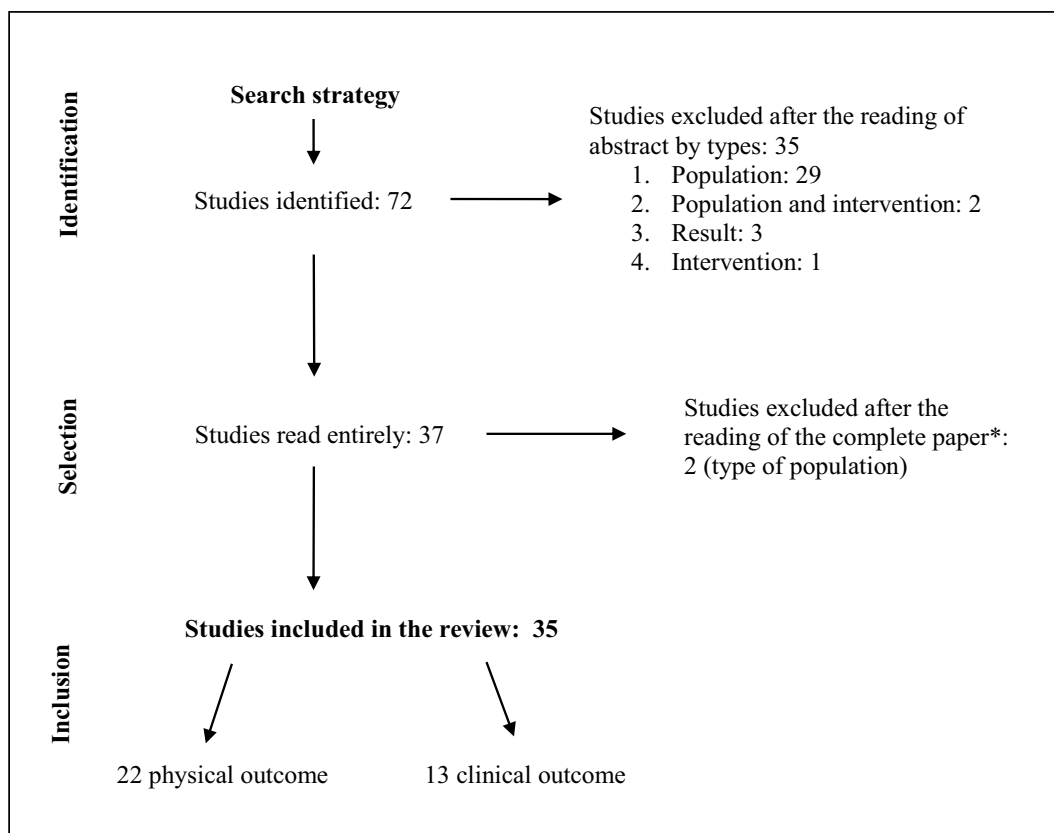 Identification
Search strategy
Studies identified: 72
Studies excluded after the reading of
abstract by types: 35
1. Population: 29
2. Population and intervention: 2
3. Result: 3
4. Intervention: 1
Selection
Studies read entirely: 37
Studies excluded after the
reading of the complete paper*:
2 (type of population)
Inclusion
Studies included in the review: 35
22 physical outcome
13 clinical outcome